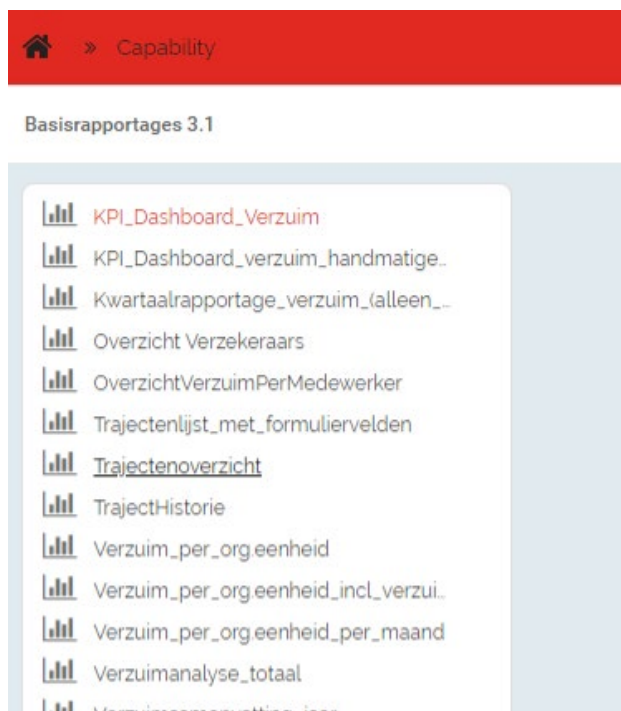 » Capability
Basisrapportages 3.1
KPI_Dashboard_Verzuim
KPI_Dashboard_verzuim_handmatige...
Kwartaalrapportage_verzuim_(alleen_...
Overzicht Verzekeraars
OverzichtVerzuimPerMedewerker
Trajectenlijst_met_formuliervelden
Trajectenoverzicht
TrajectHistorie
Verzuim_per_org.eenheid
Verzuim_per_org.eenheid_incl_verzui...
Verzuim_per_org.eenheid_per_maand
Verzuimanalyse_totaal